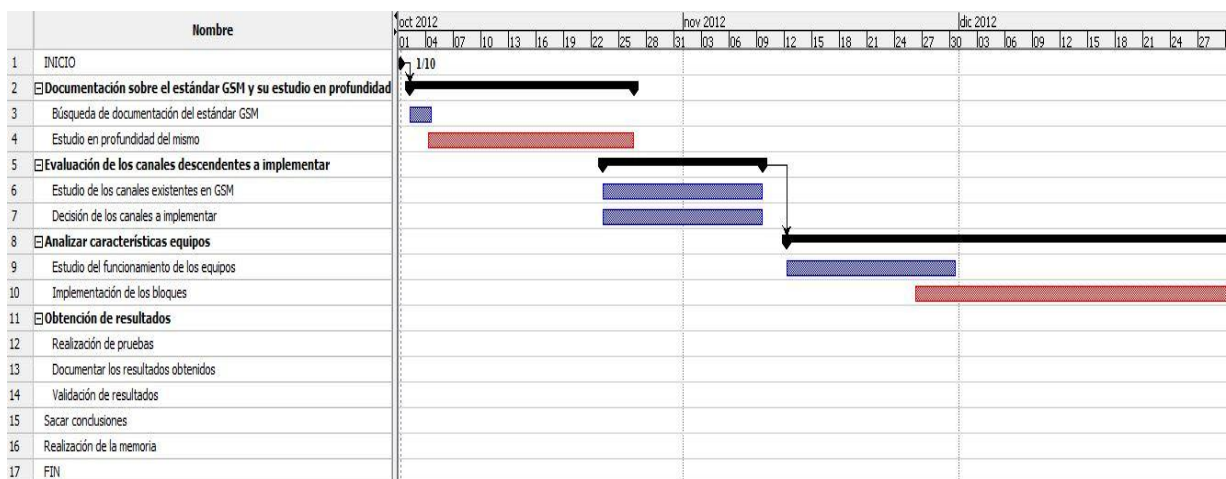 Nombre
oct 2012 nov 2012 dic 2012
01 04 07 10 13 16 19 22 25 28 31 03 06 09 12 15 18 21 24 27 30 03 06 09 12 15 18 21 24 27
1 INICIO 1/10
2 Documentación sobre el estándar GSM y su estudio en profundidad
3 Búsqueda de documentación del estándar GSM
4 Estudio en profundidad del mismo
5 Evaluación de los canales descendentes a implementar
6 Estudio de los canales existentes en GSM
7 Decisión de los canales a implementar
8 Analizar características equipos
9 Estudio del funcionamiento de los equipos
10 Implementación de los bloques
11 Obtención de resultados
12 Realización de pruebas
13 Documentar los resultados obtenidos
14 Validación de resultados
15 Sacar conclusiones
16 Realización de la memoria
17 FIN